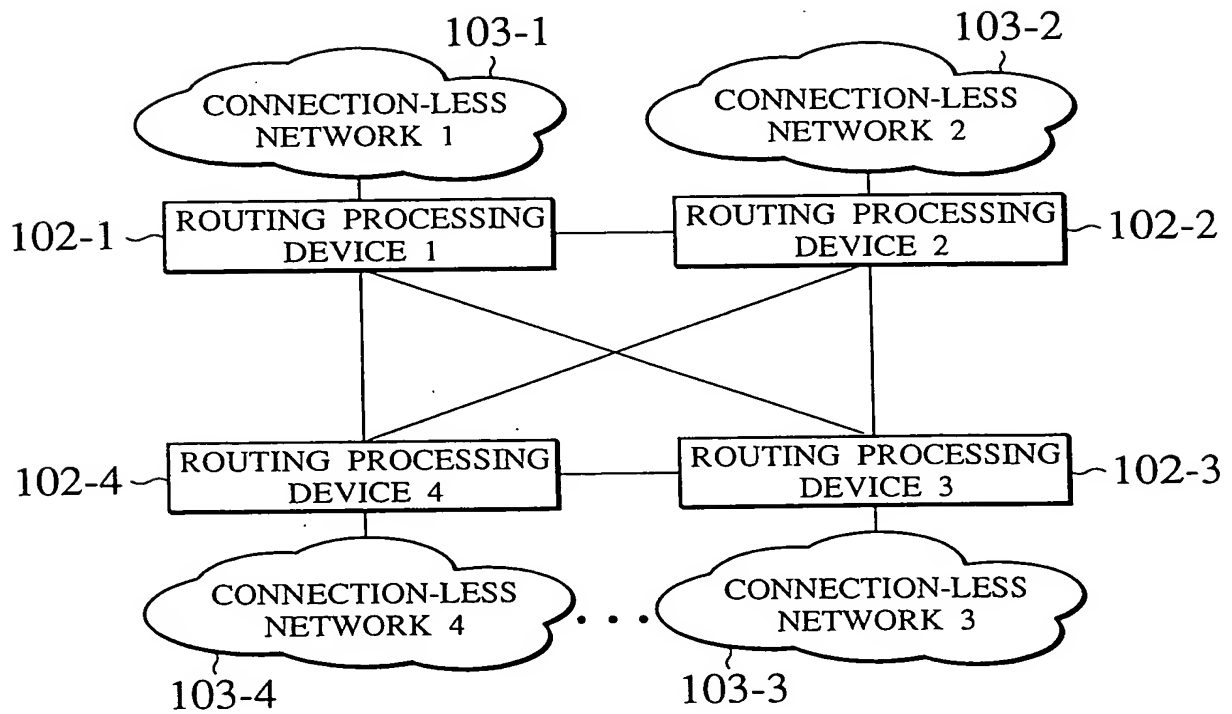 103-1
103-2
CONNECTION-LESS
NETWORK 1
CONNECTION-LESS
NETWORK 2
102-1
ROUTING PROCESSING
DEVICE 1
ROUTING PROCESSING
DEVICE 2
102-2
102-4
ROUTING PROCESSING
DEVICE 4
ROUTING PROCESSING
DEVICE 3
102-3
CONNECTION-LESS
NETWORK 4
• • •
CONNECTION-LESS
NETWORK 3
103-4
103-3